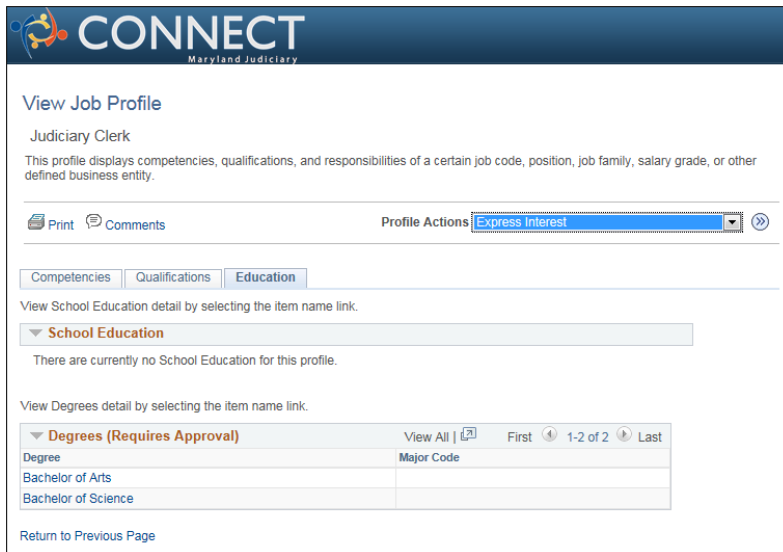 CONNECT
Maryland Judiciary
View Job Profile
Judiciary Clerk
This profile displays competencies, qualifications, and responsibilities of a certain job code, position, job family, salary grade, or other
defined business entity.
Print Comments Profile Actions Express Interest
Competencies Qualifications Education
View School Education detail by selecting the item name link.
School Education
There are currently no School Education for this profile.
View Degrees detail by selecting the item name link.
Degrees (Requires Approval) View All | First 1-2 of 2 Last
Degree Major Code
Bachelor of Arts
Bachelor of Science
Return to Previous Page